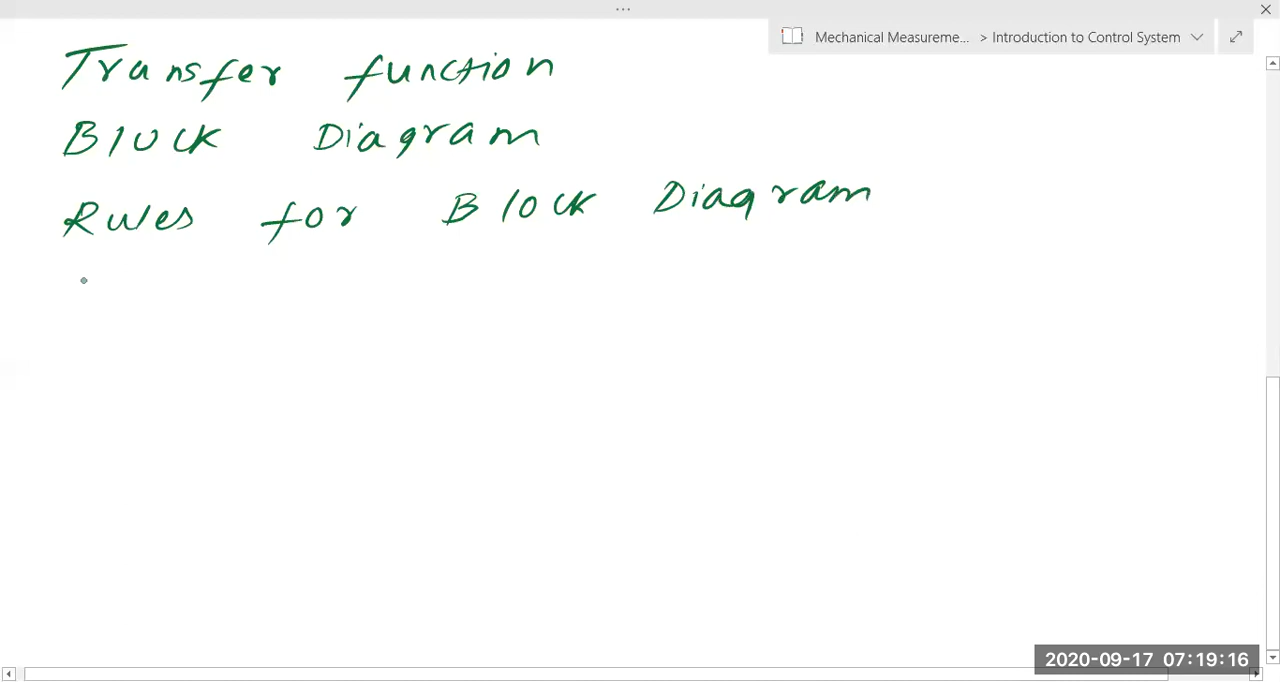 Mechanical Measureme... > Introduction to Control System
Transfer function
Block Diagram
Rules for Block Diagram
2020-09-17 07:19:16